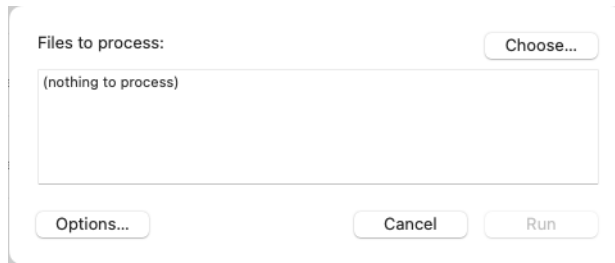 Files to process:
Choose...
(nothing to process)
Options...
Cancel
Run